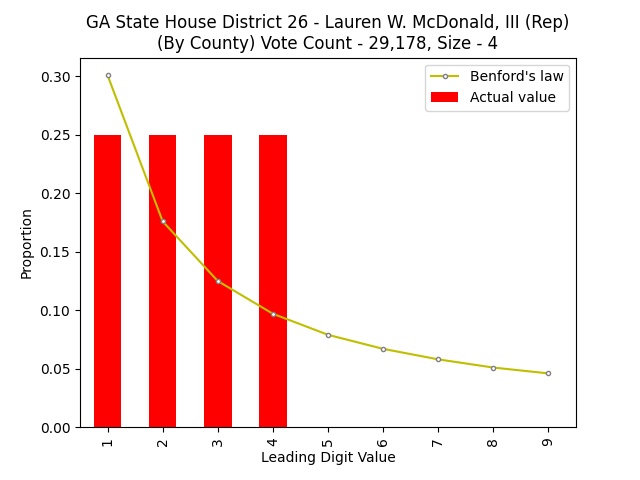 GA State House District 26 - Lauren W. McDonald, III (Rep)
(By County) Vote Count - 29,178, Size - 4
Benford's law
Actual value
Proportion
0.30
0.25
0.20
0.15
0.10
0.05
0.00
1 2 3 4 5 6 7 8 9
Leading Digit Value